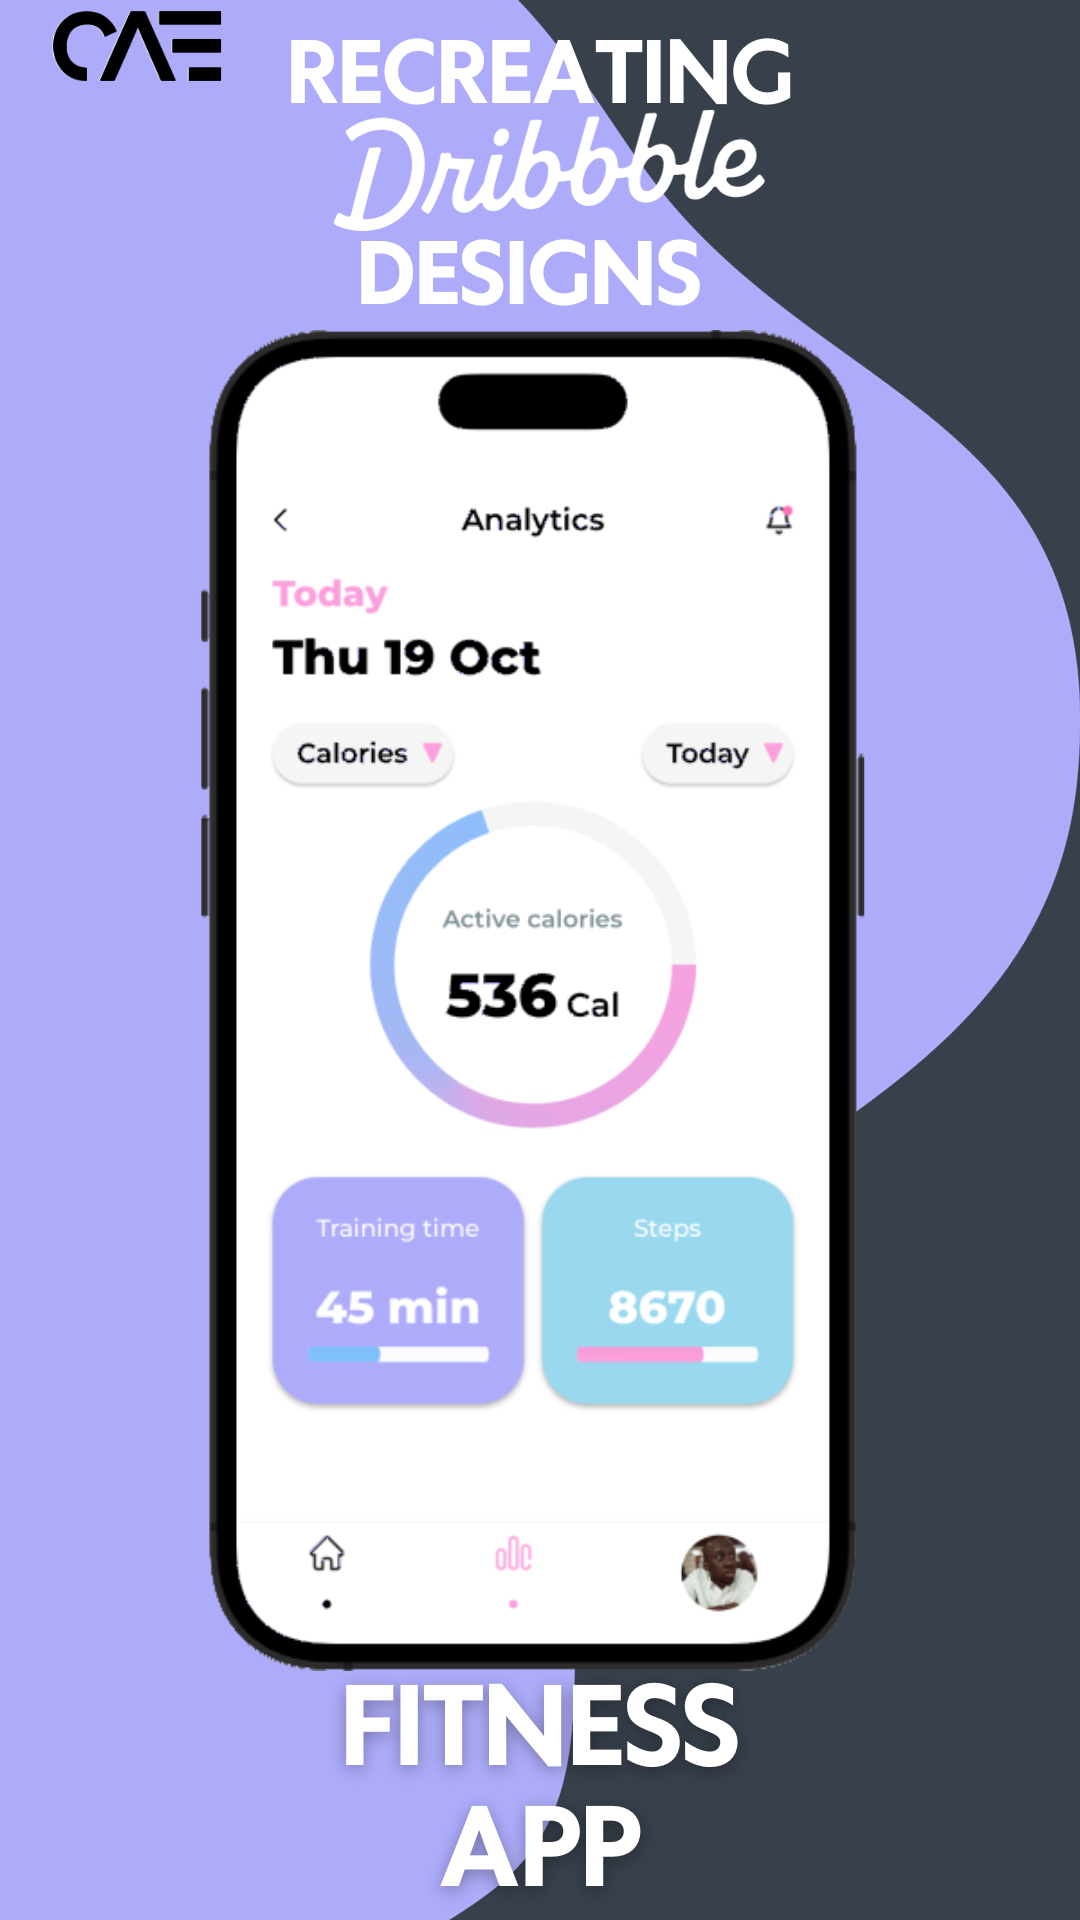 CAE
RECREATING
Dribbble
DESIGNS
Analytics
Today
Thu 19 Oct
Calories
Today
Active calories
536 Cal
Training time
Steps
45 min
8670
FITNESS
APP